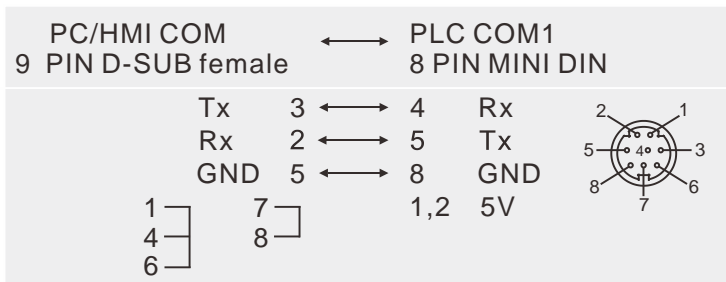 PC/HMI COM ↔ PLC COM1
9 PIN D-SUB female 8 PIN MINI DIN
Tx 3 ↔ 4 Rx
Rx 2 ↔ 5 Tx
GND 5 ↔ 8 GND
1 7 1,2 5V
4 8
6
2 1
5 4 3
8 6
7